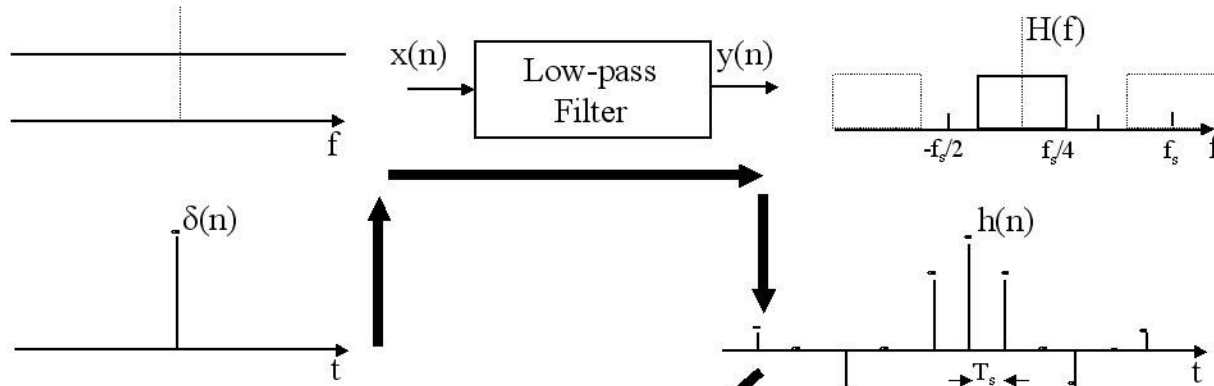 f
x(n)
Low-pass
Filter
y(n)
H(f)
-fₛ/2
fₛ/4
fₛ
f
δ(n)
t
h(n)
Tₛ
t